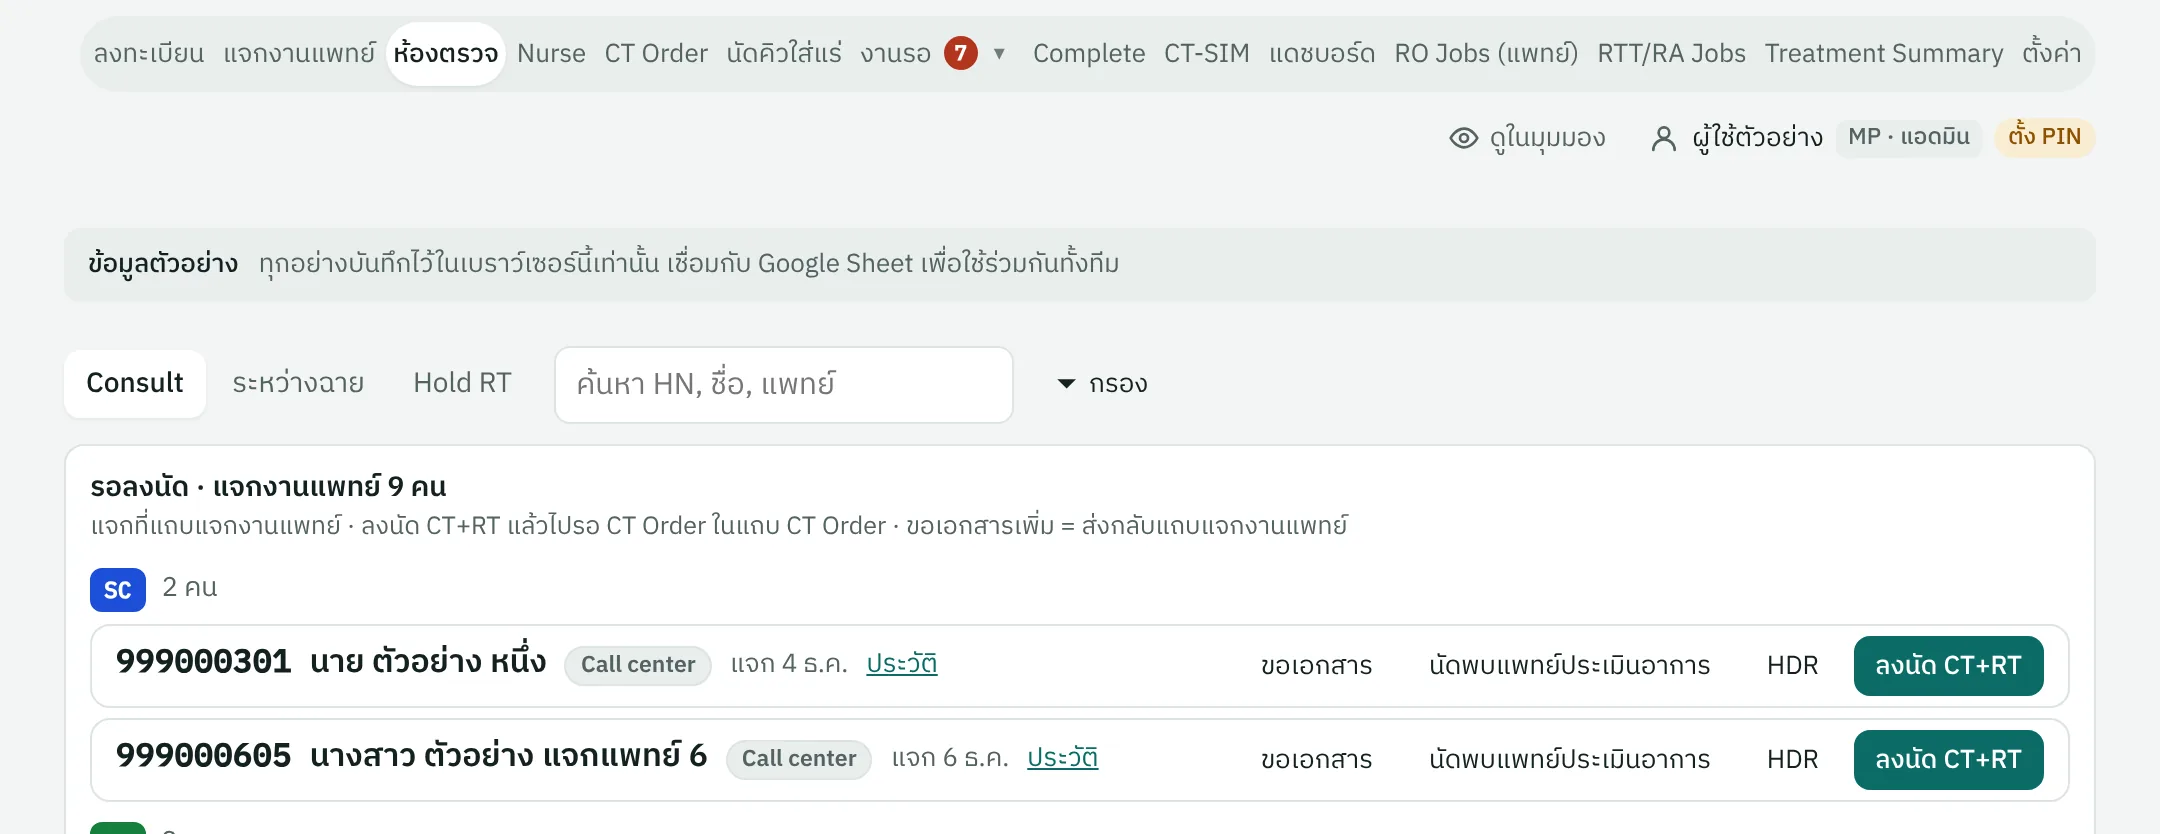 ลงทะเบียน แจกงานแพทย์ ห้องตรวจ Nurse CT Order นัดคิวใส่แร่ งานรอ 7 ▼ Complete CT-SIM แดชบอร์ด RO Jobs (แพทย์) RTT/RA Jobs Treatment Summary ตั้งค่า
ดูในมุมมอง ผู้ใช้ตัวอย่าง MP · แอดมิน ตั้ง PIN
ข้อมูลตัวอย่าง ทุกอย่างบันทึกไว้ในเบราว์เซอร์นี้เท่านั้น เชื่อมกับ Google Sheet เพื่อใช้ร่วมกันทั้งทีม
Consult ระหว่างฉาย Hold RT ค้นหา HN, ชื่อ, แพทย์ กรอง
รอลงนัด · แจกงานแพทย์ 9 คน
แจกที่แถบแจกงานแพทย์ · ลงนัด CT+RT แล้วไปรอ CT Order ในแถบ CT Order · ขอเอกสารเพิ่ม = ส่งกลับแถบแจกงานแพทย์
SC 2 คน
999000301 นาย ตัวอย่าง หนึ่ง Call center แจก 4 ธ.ค. ประวัติ ขอเอกสาร นัดพบแพทย์ประเมินอาการ HDR ลงนัด CT+RT
999000605 นางสาว ตัวอย่าง แจกแพทย์ 6 Call center แจก 6 ธ.ค. ประวัติ ขอเอกสาร นัดพบแพทย์ประเมินอาการ HDR ลงนัด CT+RT